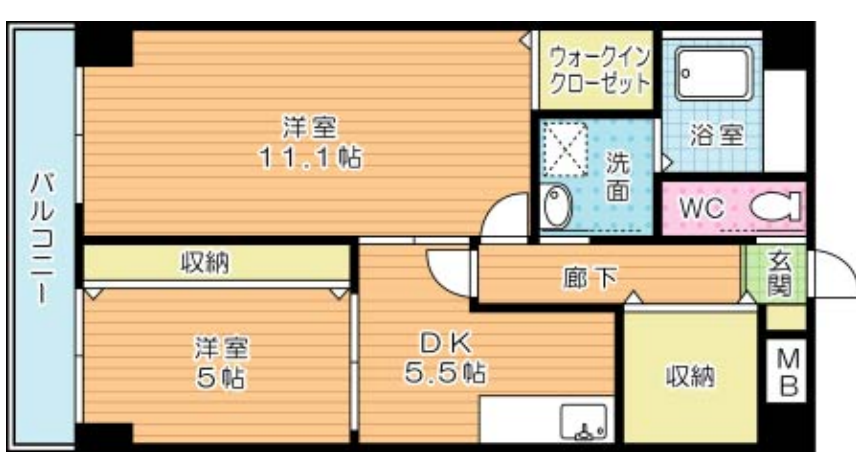 ウォークイン
クローゼット
浴室
洋室
11.1帖
洗面
バルコニー
WC
収納
廊下
玄関
洋室
5帖
DK
5.5帖
収納
MB